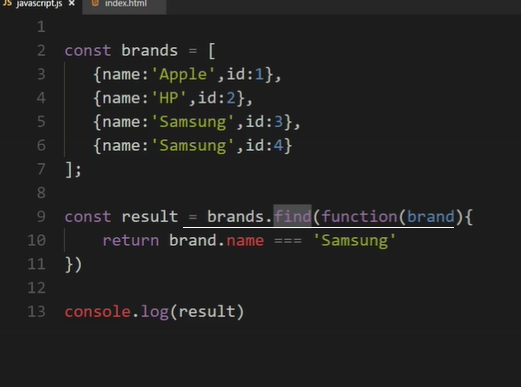 JS javascript.js × index.html
1
2 const brands = [
3 {name:'Apple',id:1},
4 {name:'HP',id:2},
5 {name:'Samsung',id:3},
6 {name:'Samsung',id:4}
7 ];
8
9 const result = brands.find(function(brand){
10 return brand.name === 'Samsung'
11 })
12
13 console.log(result)